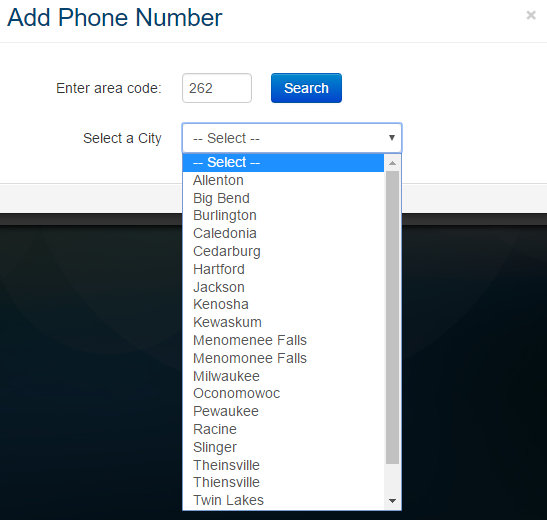 Add Phone Number
×
Enter area code: 262 Search
Select a City -- Select --
-- Select --
Allenton
Big Bend
Burlington
Caledonia
Cedarburg
Hartford
Jackson
Kenosha
Kewaskum
Menomenee Falls
Menomonee Falls
Milwaukee
Oconomowoc
Pewaukee
Racine
Slinger
Theinsville
Thiensville
Twin Lakes